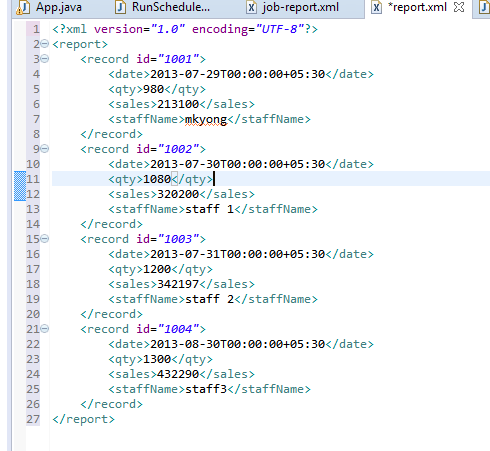 App.java RunSchedule... job-report.xml *report.xml
1 <?xml version="1.0" encoding="UTF-8"?>
2 <report>
3 <record id="1001">
4 <date>2013-07-29T00:00:00+05:30</date>
5 <qty>980</qty>
6 <sales>213100</sales>
7 <staffName>mkyong</staffName>
8 </record>
9 <record id="1002">
10 <date>2013-07-30T00:00:00+05:30</date>
11 <qty>1080</qty>
12 <sales>320200</sales>
13 <staffName>staff 1</staffName>
14 </record>
15 <record id="1003">
16 <date>2013-07-31T00:00:00+05:30</date>
17 <qty>1200</qty>
18 <sales>342197</sales>
19 <staffName>staff 2</staffName>
20 </record>
21 <record id="1004">
22 <date>2013-08-30T00:00:00+05:30</date>
23 <qty>1300</qty>
24 <sales>432290</sales>
25 <staffName>staff3</staffName>
26 </record>
27 </report>